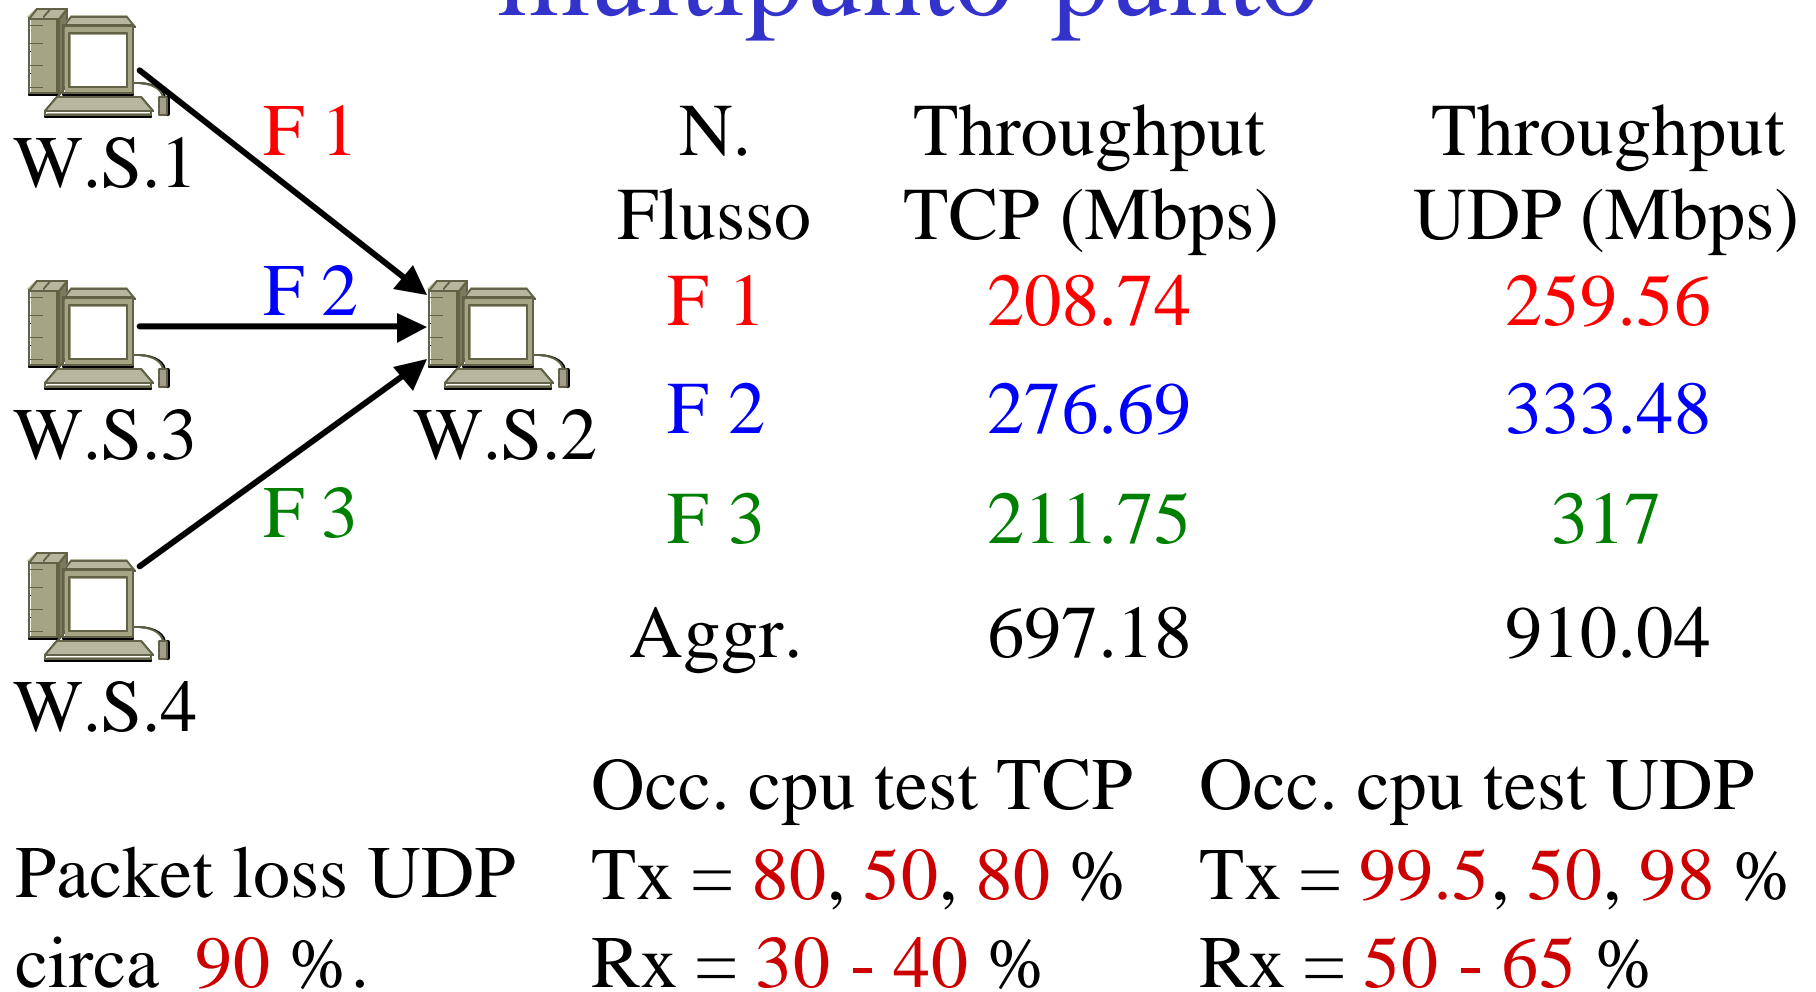 multipunto-punto
W.S.1
F 1
F 2
W.S.3
W.S.2
F 3
W.S.4
N. Throughput Throughput
Flusso TCP (Mbps) UDP (Mbps)
F 1 208.74 259.56
F 2 276.69 333.48
F 3 211.75 317
Aggr. 697.18 910.04
Occ. cpu test TCP Occ. cpu test UDP
Packet loss UDP Tx = 80, 50, 80 % Tx = 99.5, 50, 98 %
circa 90 %. Rx = 30 - 40 % Rx = 50 - 65 %